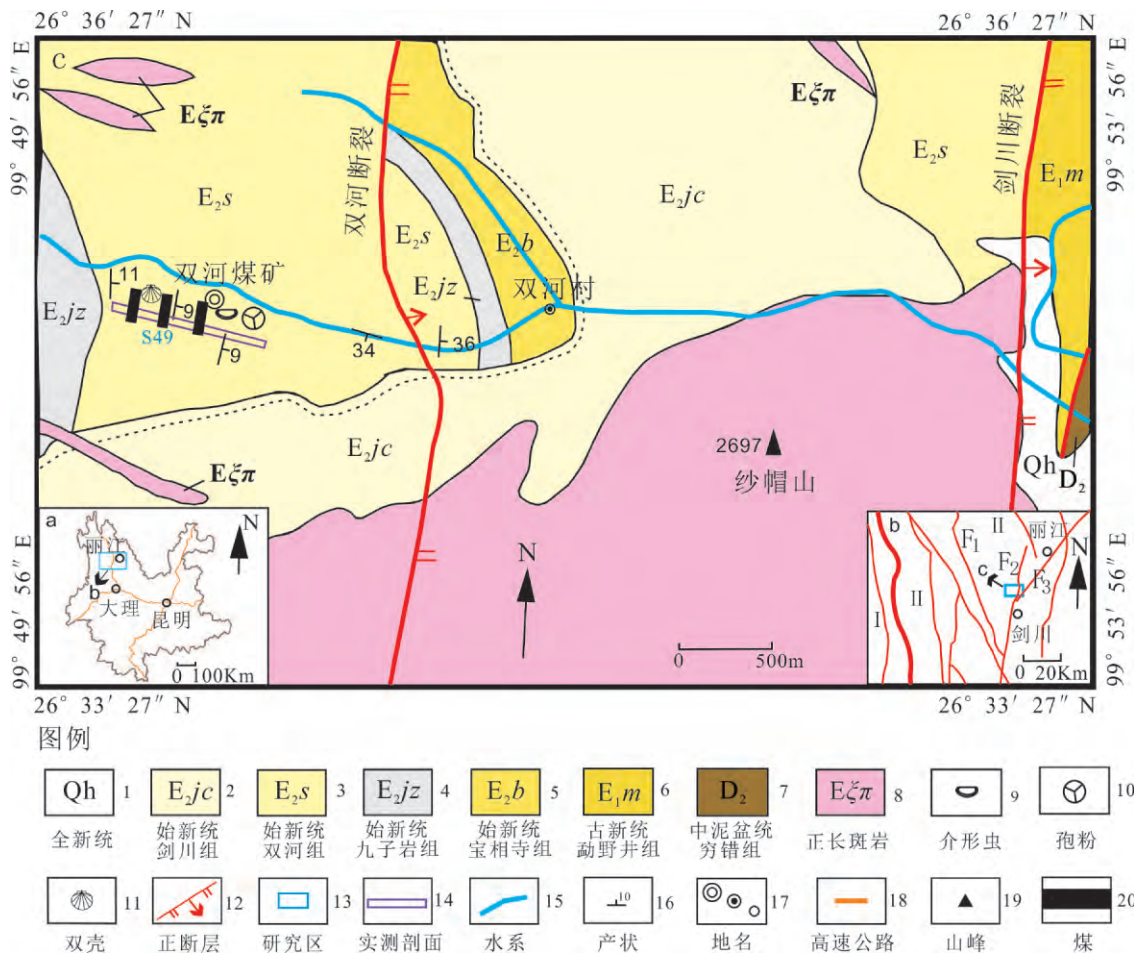 26° 36′ 27″ N
26° 36′ 27″ N
99° 49′ 56″ E
99° 53′ 56″ E
C
Eξπ
Eξπ
双河断裂
剑川断裂
E₂s
E₂s
E₁m
E₂jc
E₂s
E₂b
E₂jz
双河村
11
双河煤矿
9
S49
9
E₂jz
34
36
E₂jc
Eξπ
2697
纱帽山
Qh
D₂
a
N
丽江
b
大理
昆明
0 100Km
N
0 500m
b
II
丽江
N
F₁
c
F₂
F₃
I
II
剑川
0 20Km
99° 49′ 56″ E
99° 53′ 56″ E
26° 33′ 27″ N
26° 33′ 27″ N
图例
Qh 1
E₂jc 2
E₂s 3
E₂jz 4
E₂b 5
E₁m 6
D₂ 7
Eξπ 8
9
10
全新统
始新统
剑川组
始新统
双河组
始新统
九子岩组
始新统
宝相寺组
古新统
勐野井组
中泥盆统
穷错组
正长斑岩
介形虫
孢粉
11
12
13
14
15
10 16
17
18
19
20
双壳
正断层
研究区
实测剖面
水系
产状
地名
高速公路
山峰
煤